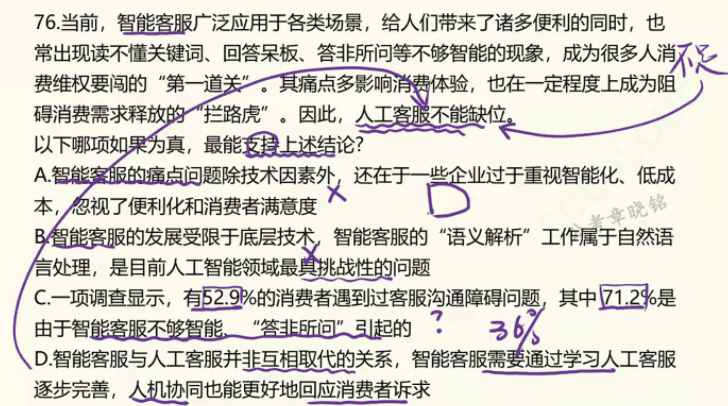 76.当前，智能客服广泛应用于各类场景，给人们带来了诸多便利的同时，也
常出现读不懂关键词、回答呆板、答非所问等不够智能的现象，成为很多人消
费维权要闯的“第一道关”。其痛点多影响消费体验，也在一定程度上成为阻
碍消费需求释放的“拦路虎”。因此，人工客服不能缺位。
以下哪项如果为真，最能支持上述结论?
A.智能客服的痛点问题除技术因素外，还在于一些企业过于重视智能化、低成
本，忽视了便利化和消费者满意度
D
B.智能客服的发展受限于底层技术，智能客服的“语义解析”工作属于自然语
言处理，是目前人工智能领域最具挑战性的问题
C.一项调查显示，有52.9%的消费者遇到过客服沟通障碍问题，其中71.2%是
由于智能客服不够智能、“答非所问”引起的
? 36%
D.智能客服与人工客服并非互相取代的关系，智能客服需要通过学习人工客服
逐步完善，人机协同也能更好地回应消费者诉求
章晓铭